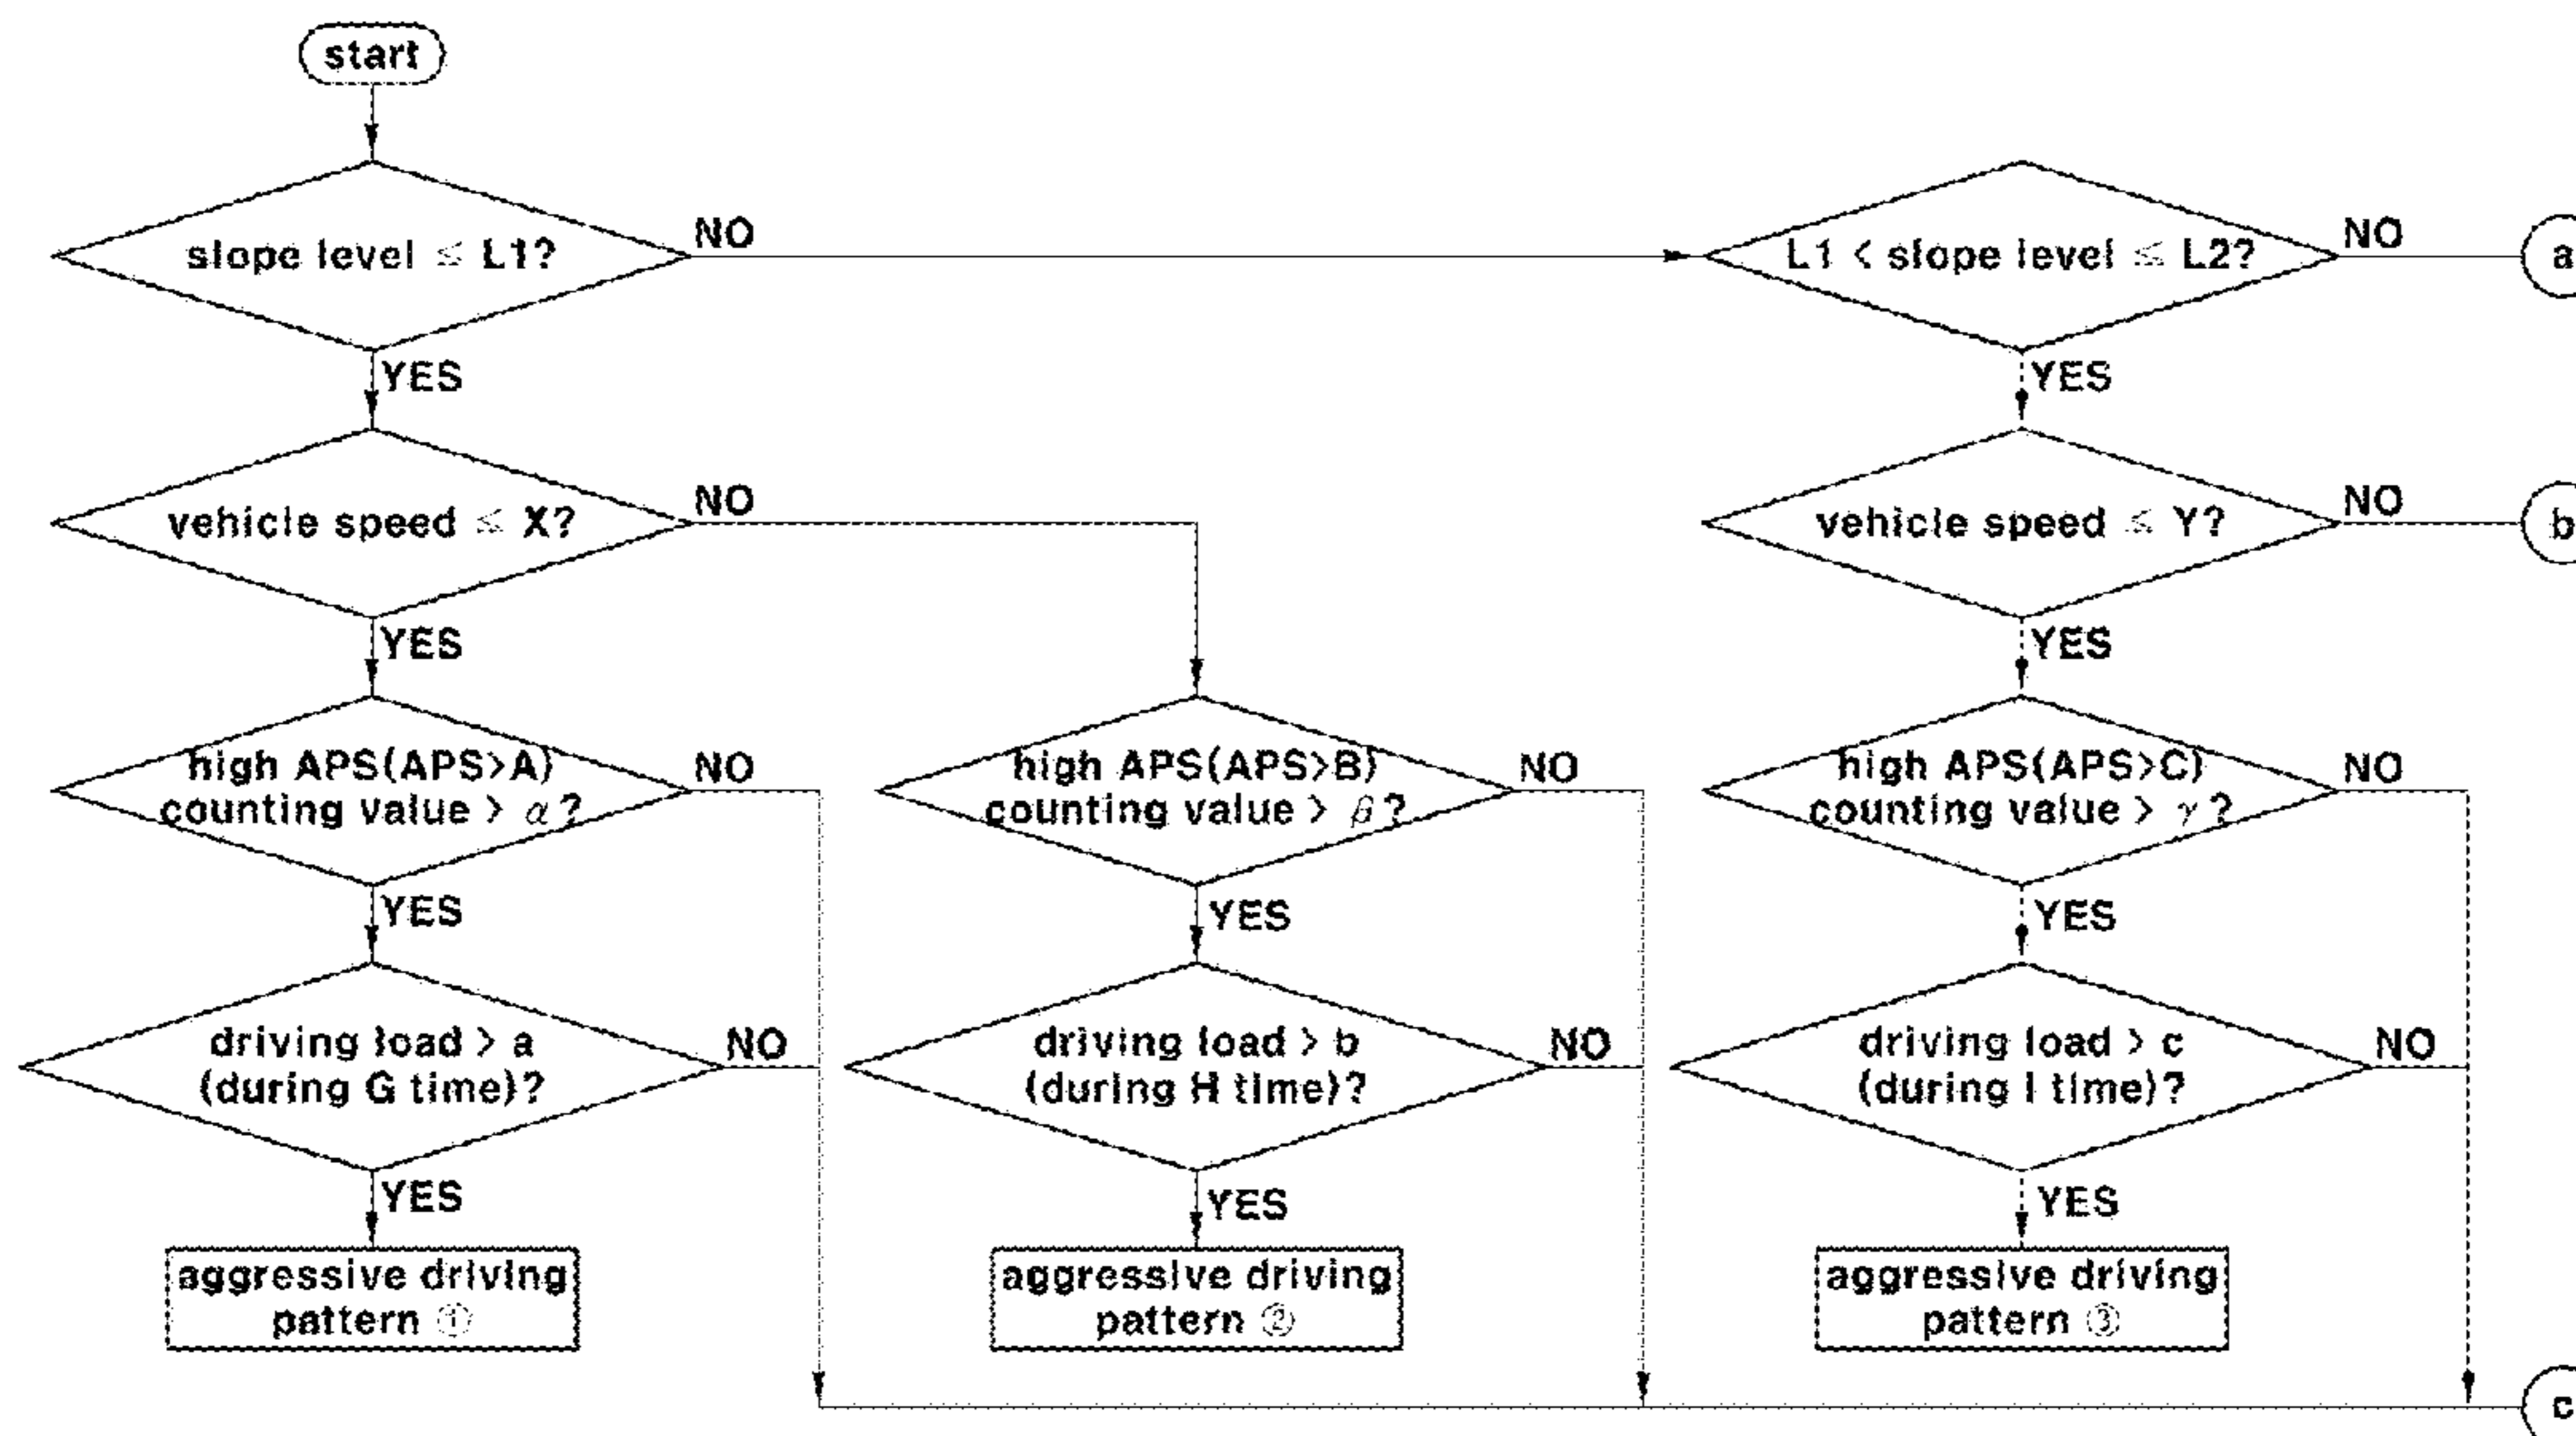 start
slope level ≤ L1?
NO
L1 < slope level ≤ L2?
NO
a
YES
YES
vehicle speed ≤ X?
NO
vehicle speed ≤ Y?
NO
b
YES
YES
high APS(APS>A)
counting value > α?
NO
high APS(APS>B)
counting value > β?
NO
high APS(APS>C)
counting value > γ?
NO
YES
YES
YES
driving load > a
(during G time)?
NO
driving load > b
(during H time)?
NO
driving load > c
(during I time)?
NO
YES
YES
YES
aggressive driving
pattern ①
aggressive driving
pattern ②
aggressive driving
pattern ③
c